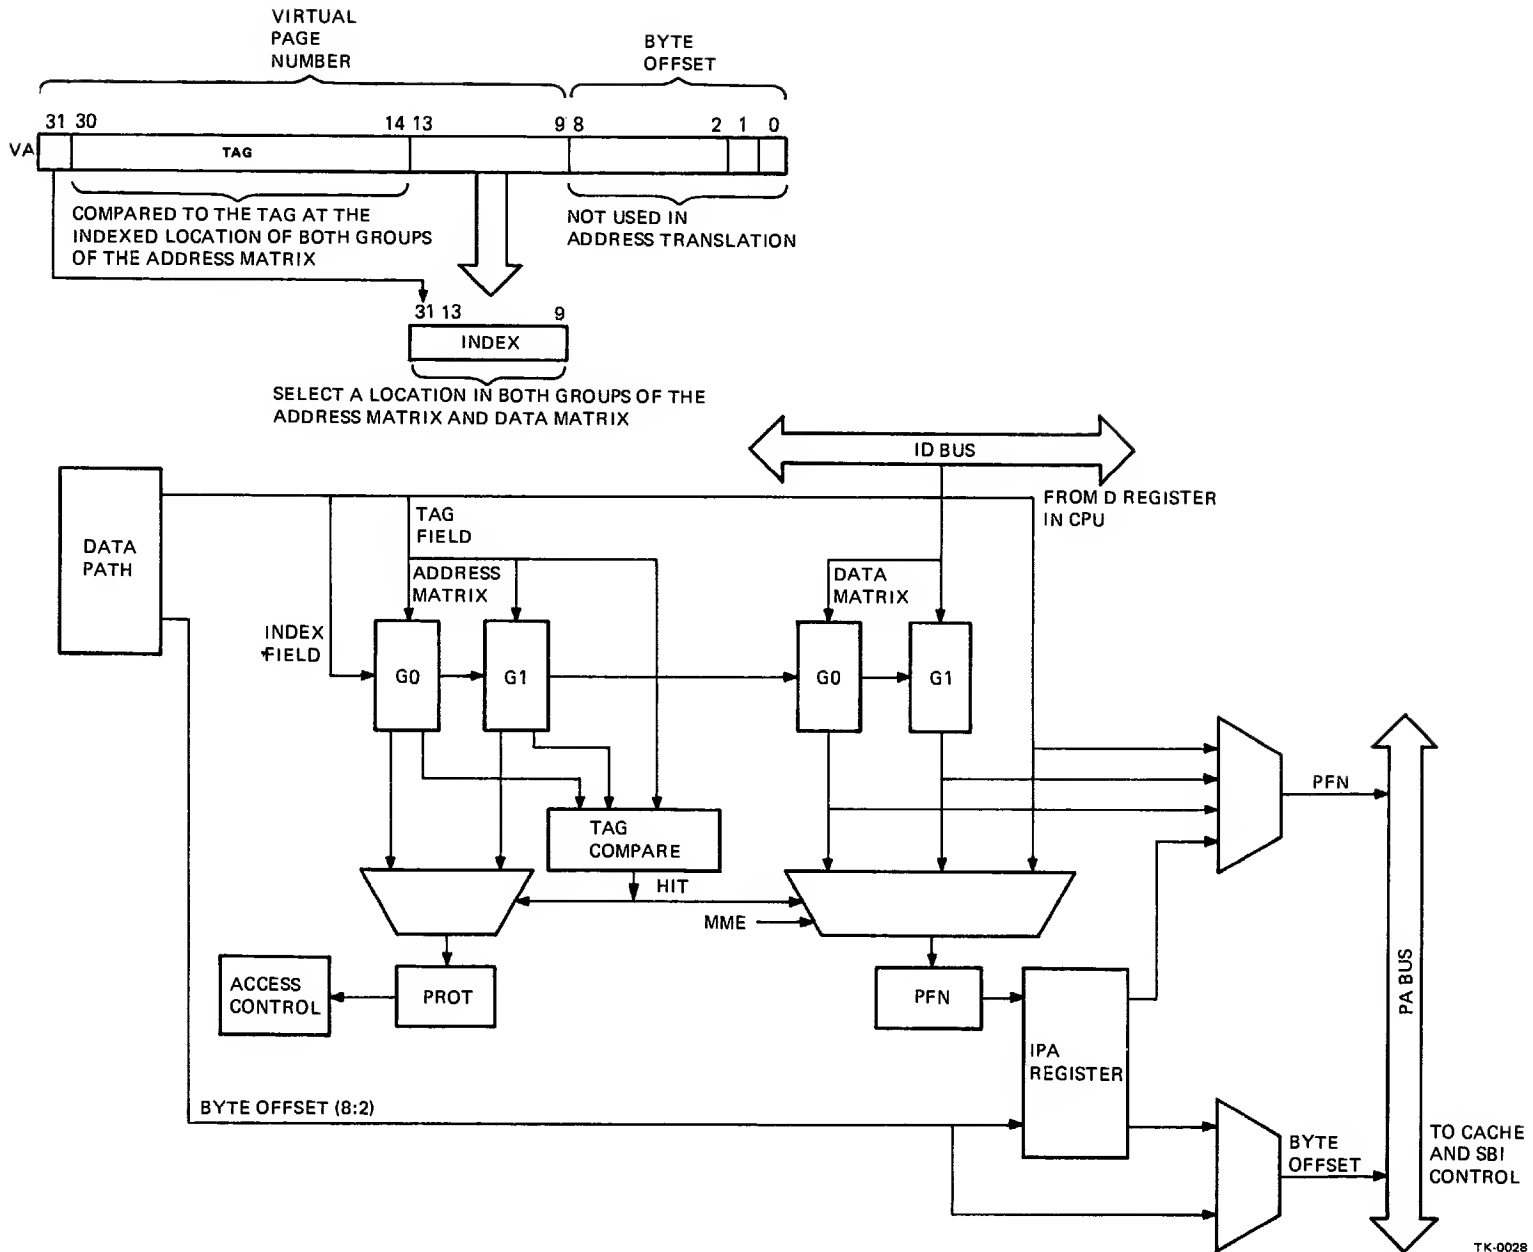 VIRTUAL
PAGE
NUMBER
BYTE
OFFSET
31 30 14 13 9 8 2 1 0
VA TAG
COMPARED TO THE TAG AT THE
INDEXED LOCATION OF BOTH GROUPS
OF THE ADDRESS MATRIX
NOT USED IN
ADDRESS TRANSLATION
31 13 9
INDEX
SELECT A LOCATION IN BOTH GROUPS OF THE
ADDRESS MATRIX AND DATA MATRIX
ID BUS
FROM D REGISTER
IN CPU
DATA
PATH
TAG
FIELD
ADDRESS
MATRIX
DATA
MATRIX
INDEX
FIELD
G0
G1
G0
G1
TAG
COMPARE
HIT
MME
PFN
PA BUS
ACCESS
CONTROL
PROT
PFN
IPA
REGISTER
BYTE OFFSET (8:2)
BYTE
OFFSET
TO CACHE
AND SBI
CONTROL
TK-0028